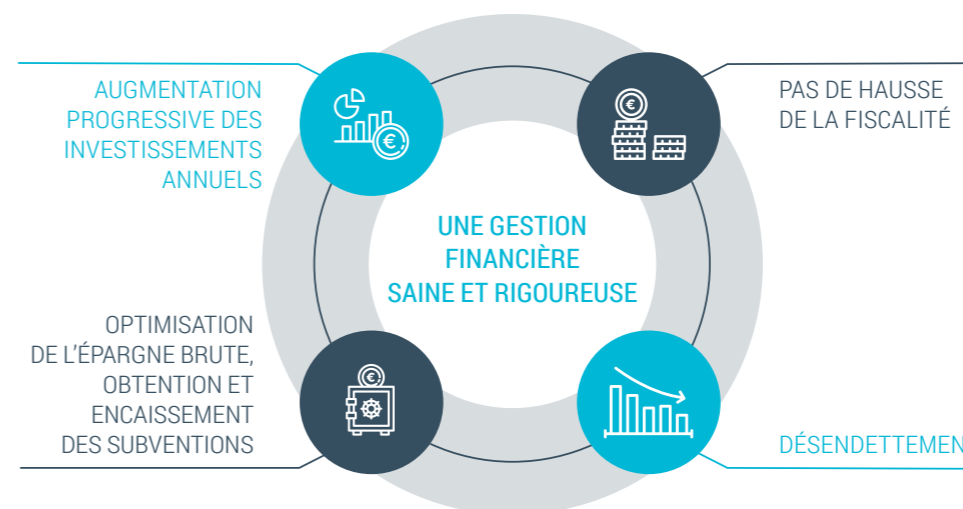 AUGMENTATION
PROGRESSIVE DES
INVESTISSEMENTS
ANNUELS
PAS DE HAUSSE
DE LA FISCALITÉ
UNE GESTION
FINANCIÈRE
SAINE ET RIGOUREUSE
OPTIMISATION
DE L’ÉPARGNE BRUTE,
OBTENTION ET
ENCAISSEMENT
DES SUBVENTIONS
DÉSENDETTEMEN